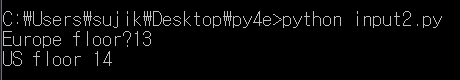 C:₩Users₩sujik₩Desktop₩py4e>python input2.py
Europe floor?13
US floor 14